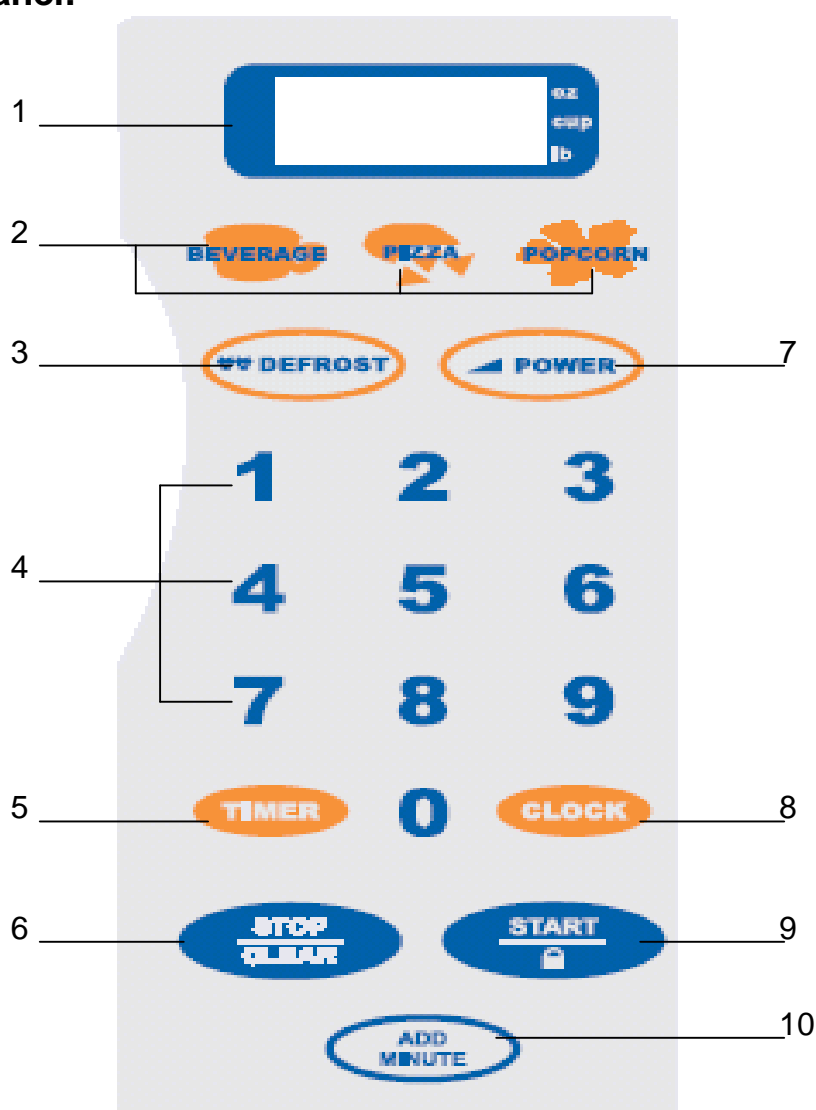 1
oz
cup
lb
2
BEVERAGE PIZZA POPCORN
3 DEFROST POWER 7
1 2 3
4
4 5 6
7 8 9
5 TIMER 0 CLOCK 8
6 STOP START 9
CLEAR
ADD 10
MINUTE